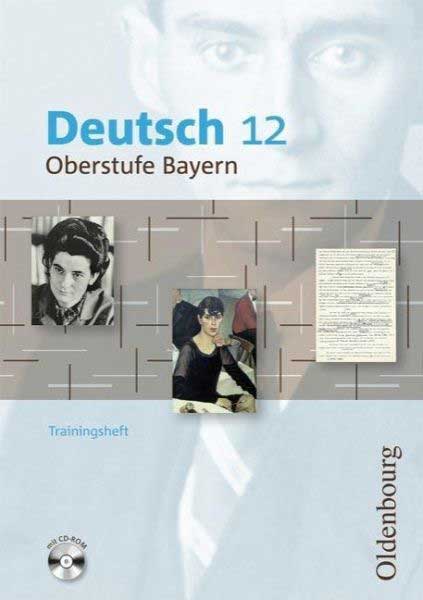 Deutsch 12
Oberstufe Bayern
Trainingsheft
mit CD-ROM
Oldenbourg